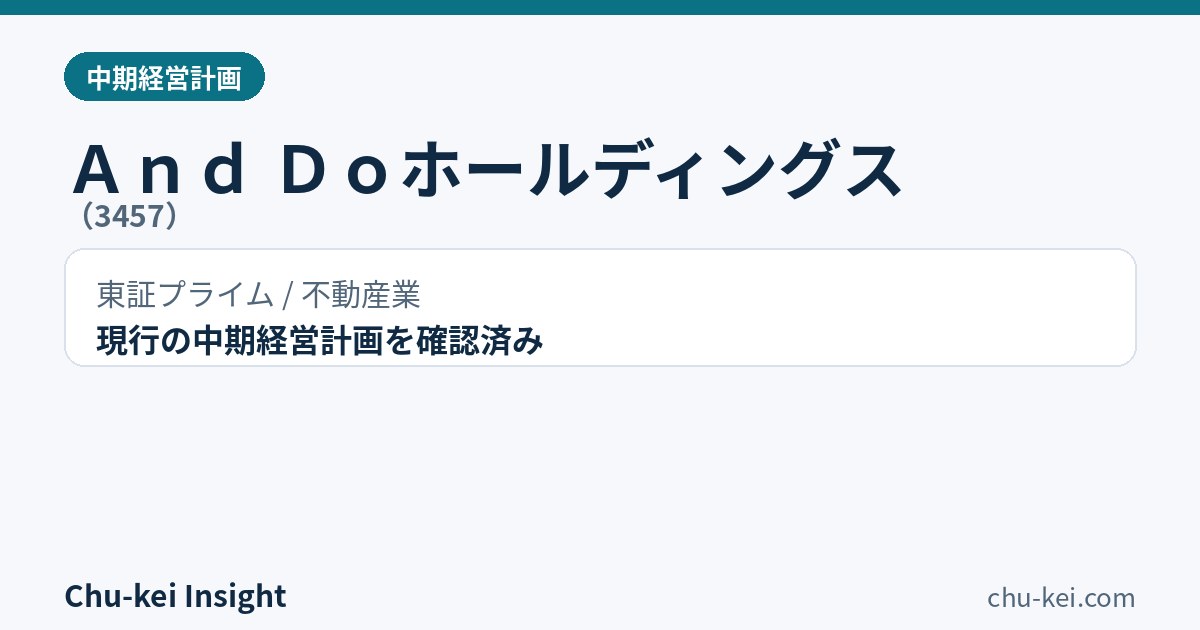 中期経営計画
Ａｎｄ Ｄｏホールディングス
（3457）
東証プライム / 不動産業
現行の中期経営計画を確認済み
Chu-kei Insight
chu-kei.com